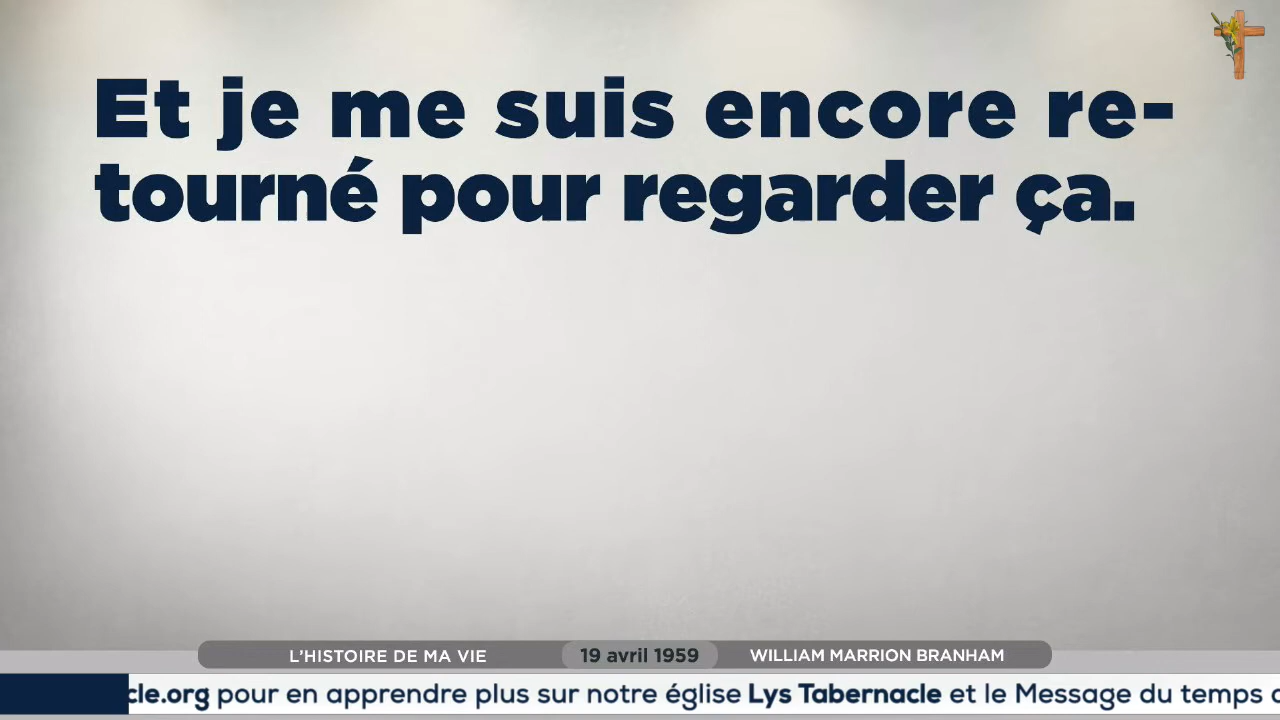 Et je me suis encore re-
tourné pour regarder ça.
L'HISTOIRE DE MA VIE 19 avril 1959 WILLIAM MARRION BRANHAM
cle.org pour en apprendre plus sur notre église Lys Tabernacle et le Message du temps